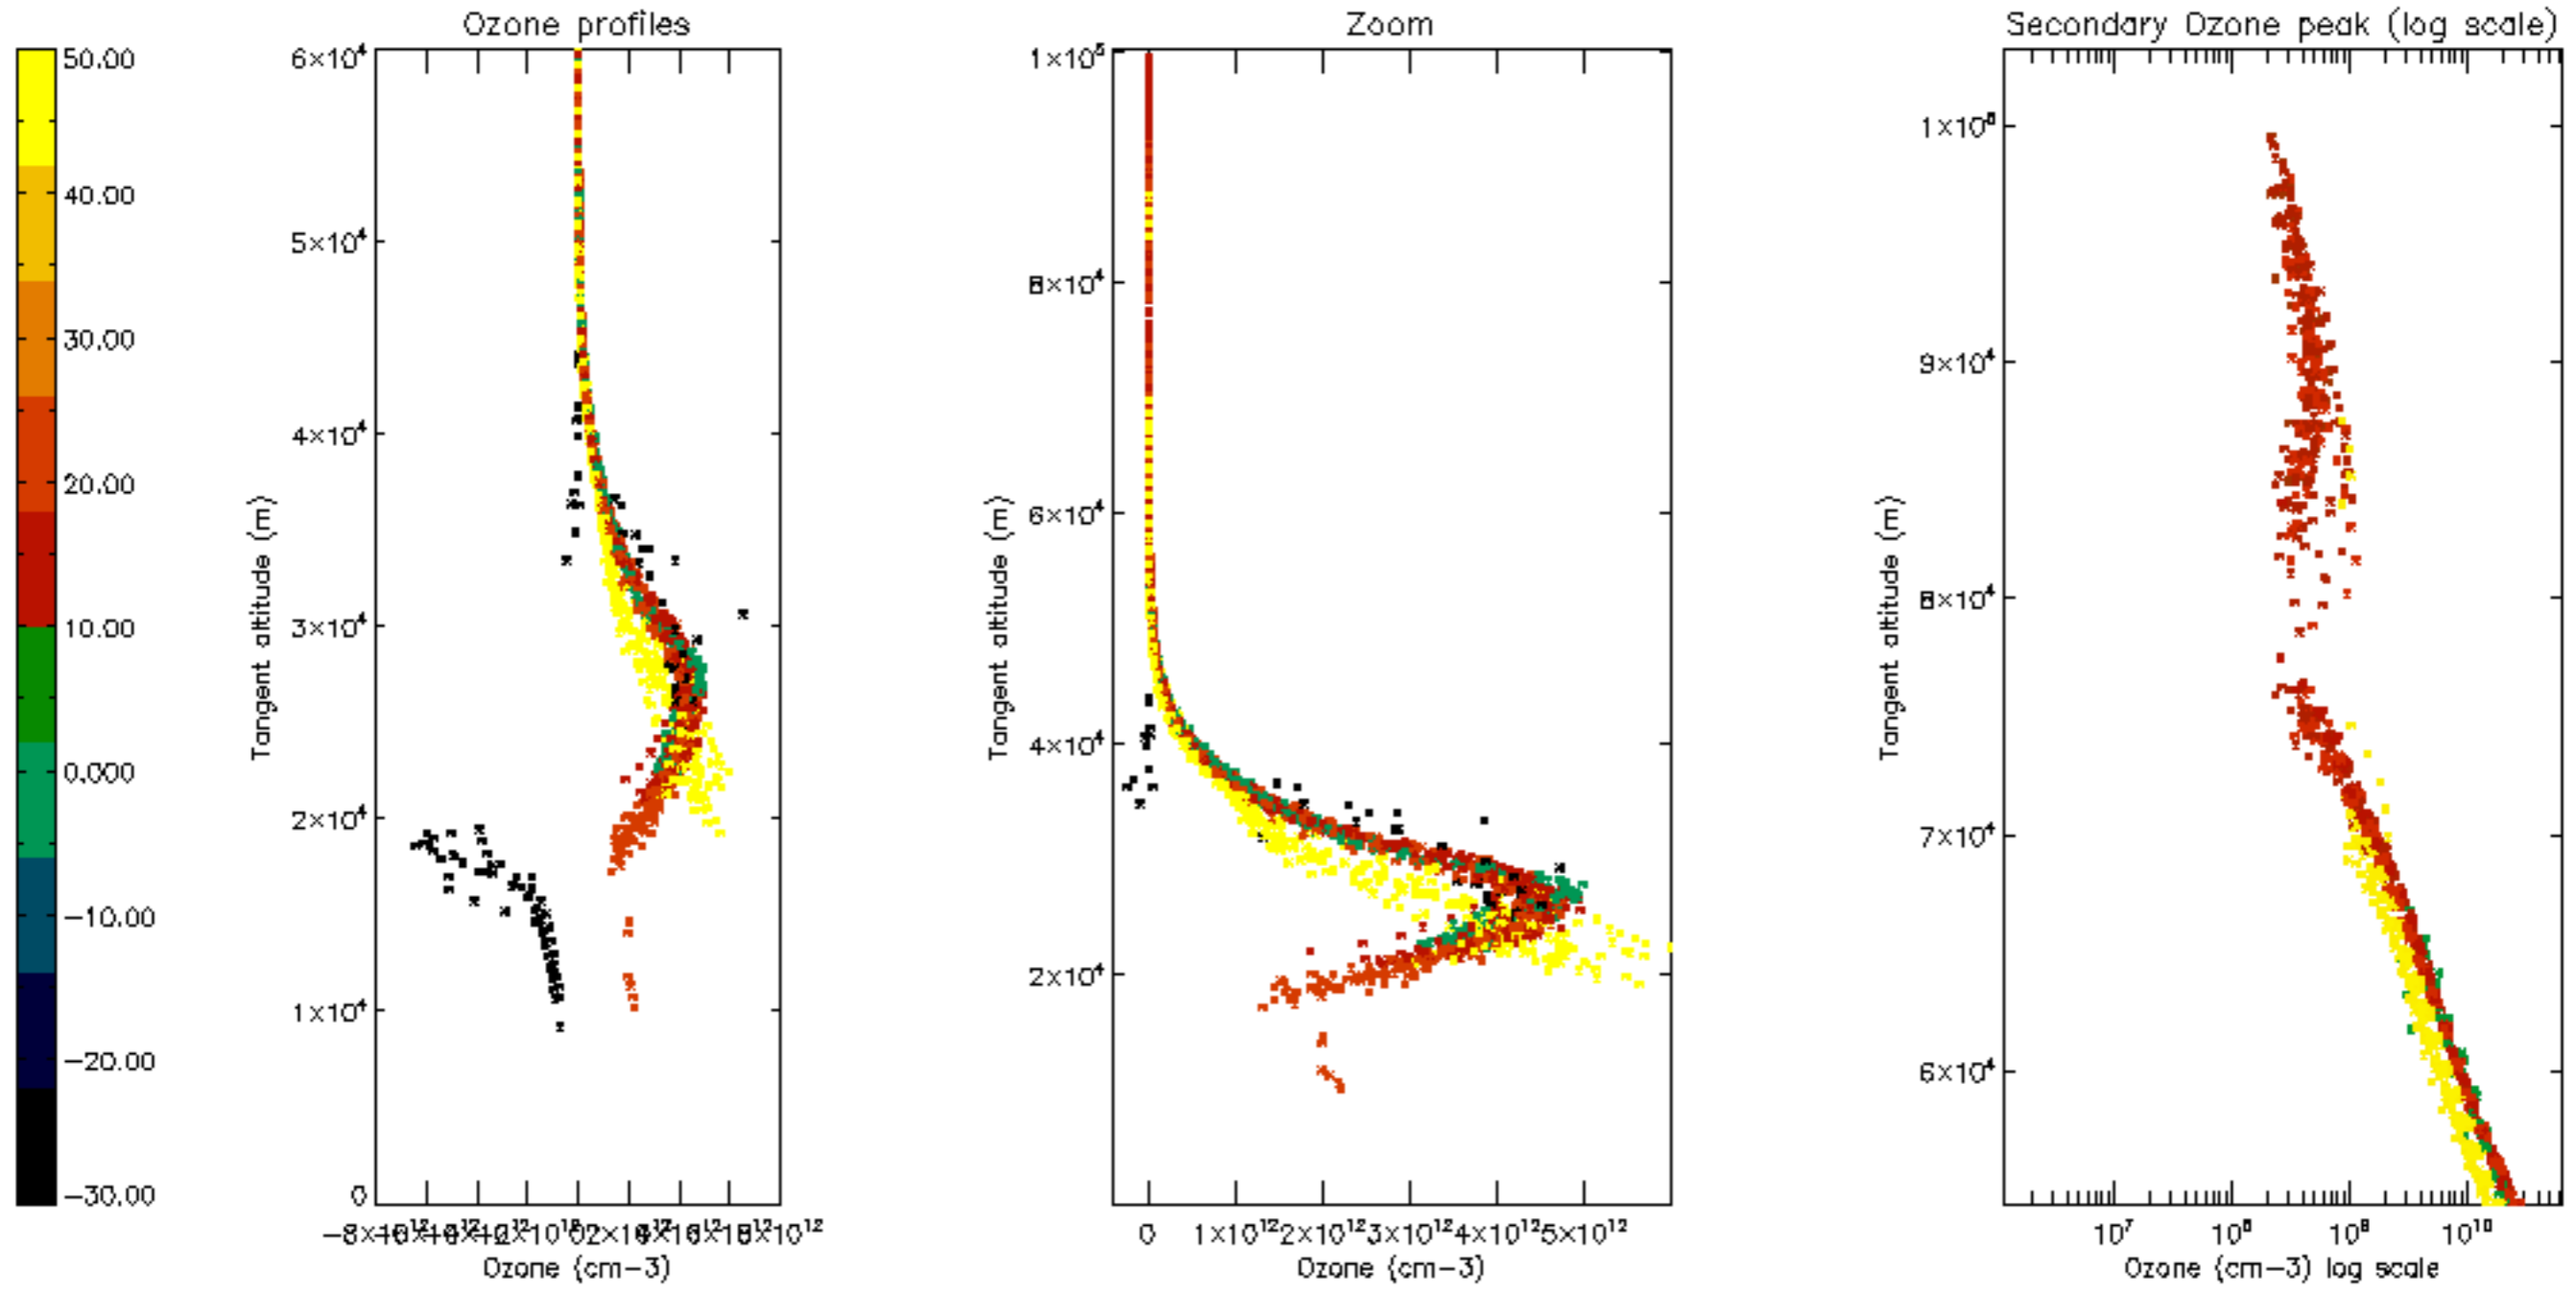 Ozone profiles
Zoom
Secondary Ozone peak (log scale)
50.00
40.00
30.00
20.00
10.00
0.000
−10.00
−20.00
−30.00
6×10⁴
5×10⁴
4×10⁴
3×10⁴
2×10⁴
1×10⁴
0
Tangent altitude (m)
Ozone (cm−3)
1×10⁵
8×10⁴
6×10⁴
4×10⁴
2×10⁴
Tangent altitude (m)
0 1×10¹² 2×10¹² 3×10¹² 4×10¹² 5×10¹²
Ozone (cm−3)
1×10⁵
9×10⁴
8×10⁴
7×10⁴
6×10⁴
Tangent altitude (m)
10⁷ 10⁸ 10⁹ 10¹⁰
Ozone (cm−3) log scale